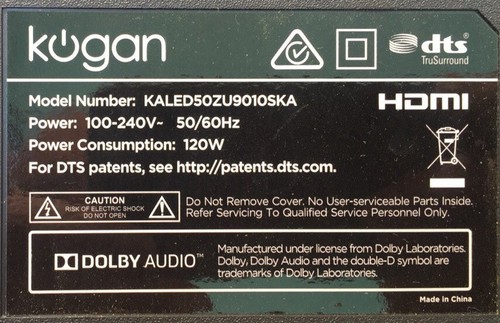 kogan
dts
TruSurround
Model Number: KALED50ZU9010SKA
HDMI
Power: 100-240V~ 50/60Hz
Power Consumption: 120W
For DTS patents, see http://patents.dts.com.
CAUTION
RISK OF ELECTRIC SHOCK
DO NOT OPEN
Do Not Remove Cover. No User-serviceable Parts Inside.
Refer Servicing To Qualified Service Personnel Only.
DOLBY AUDIO™
Manufactured under license from Dolby Laboratories.
Dolby, Dolby Audio and the double-D symbol are
trademarks of Dolby Laboratories.
Made in China